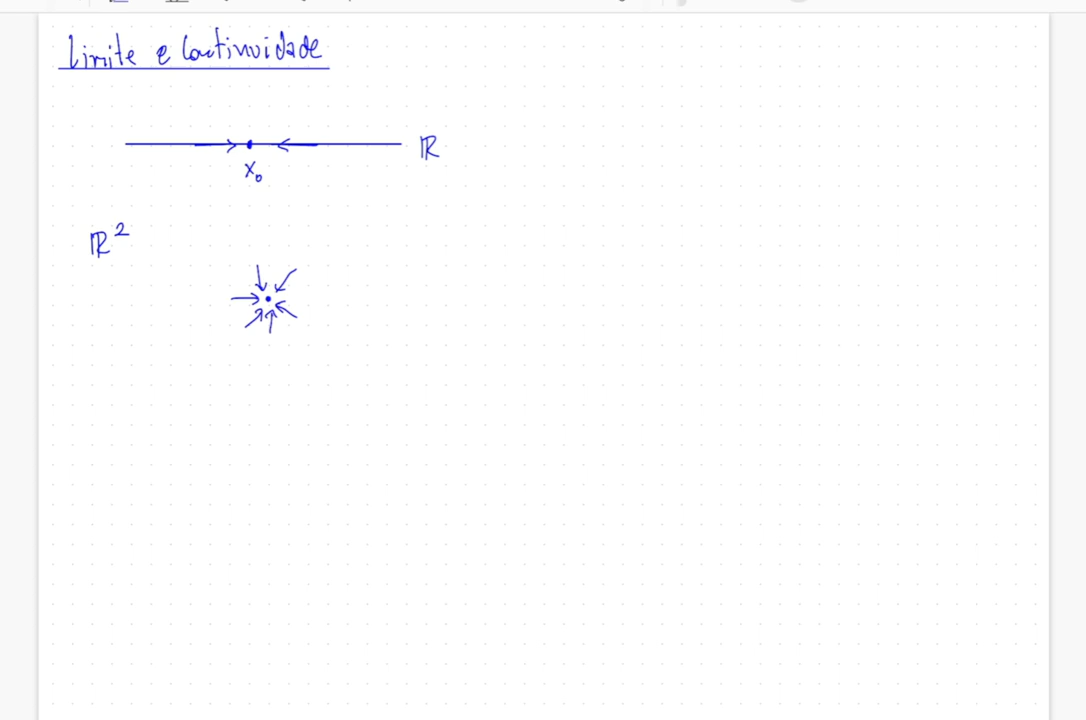 Limite e Continuidade
ℝ
x₀
ℝ²